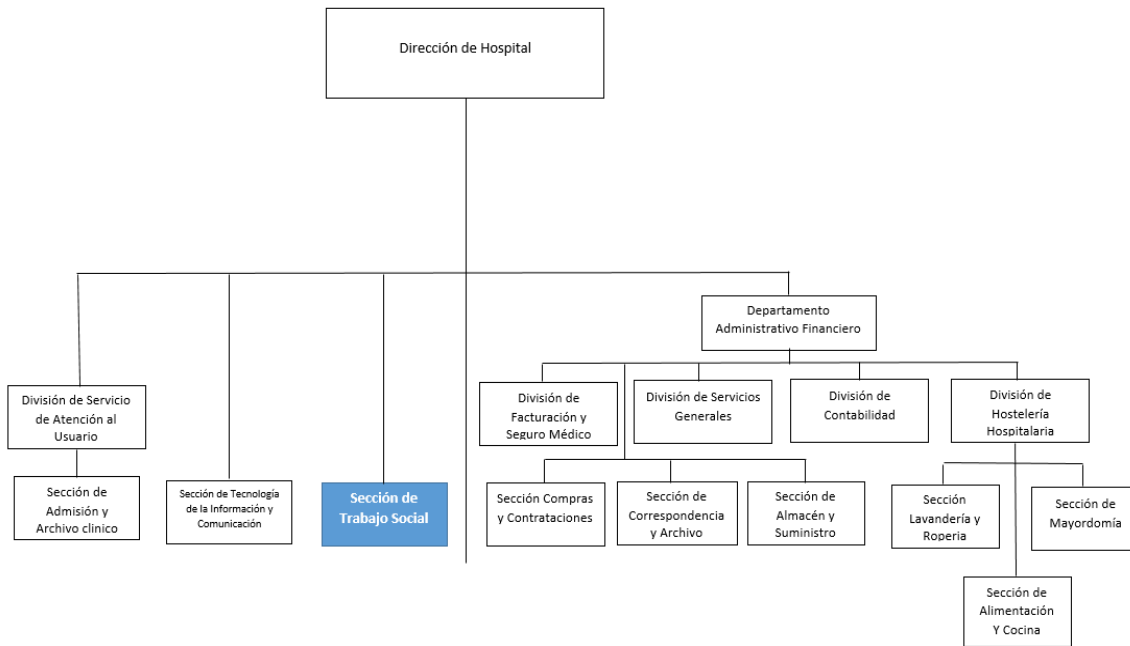 Dirección de Hospital
Departamento
Administrativo Financiero
División de Servicio
de Atención al
Usuario
División de
Facturación y
Seguro Médico
División de Servicios
Generales
División de
Contabilidad
División de
Hostelería
Hospitalaria
Sección de
Admisión y
Archivo clinico
Sección de Tecnología
de la Información y
Comunicación
Sección de
Trabajo Social
Sección Compras
y Contrataciones
Sección de
Correspondencia
y Archivo
Sección de
Almacén y
Suministro
Sección
Lavandería y
Roperia
Sección de
Mayordomía
Sección de
Alimentación
Y Cocina